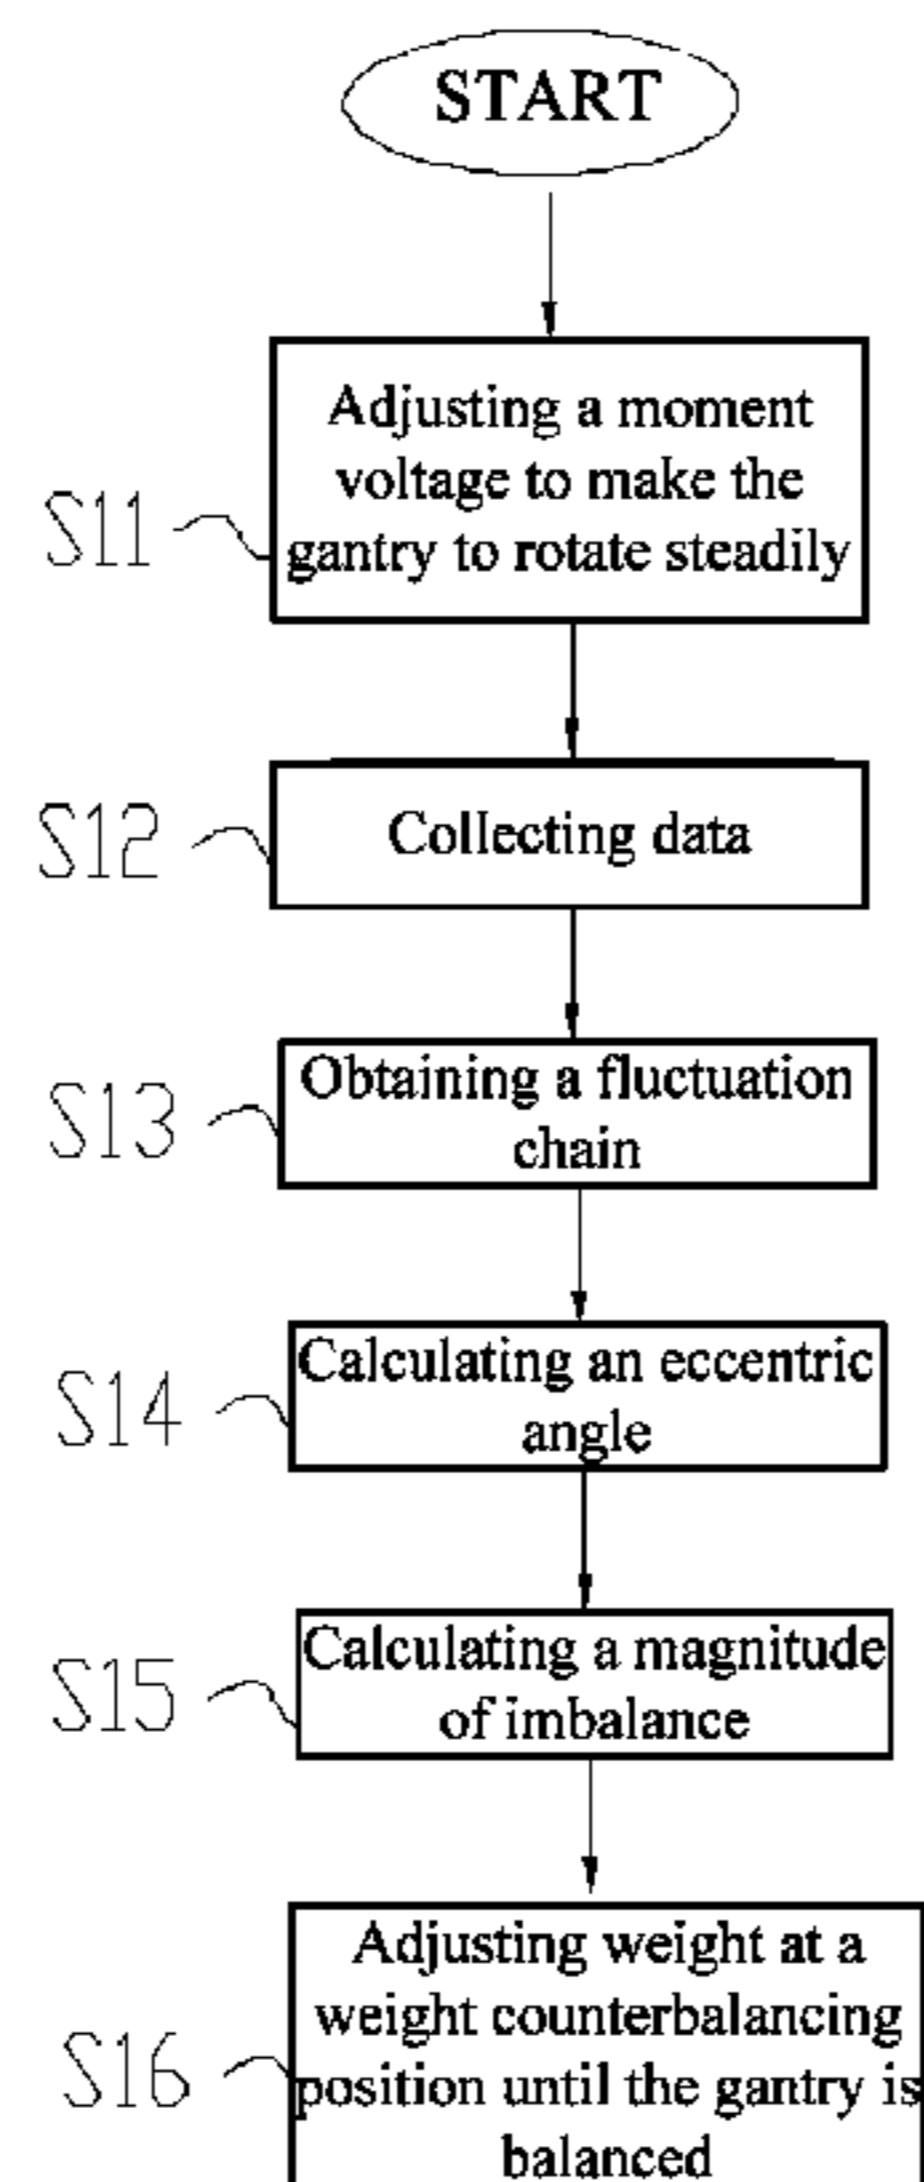 START
Adjusting a moment
voltage to make the
gantry to rotate steadily
S11
Collecting data
S12
Obtaining a fluctuation
chain
S13
Calculating an eccentric
angle
S14
Calculating a magnitude
of imbalance
S15
Adjusting weight at a
weight counterbalancing
position until the gantry is
balanced
S16